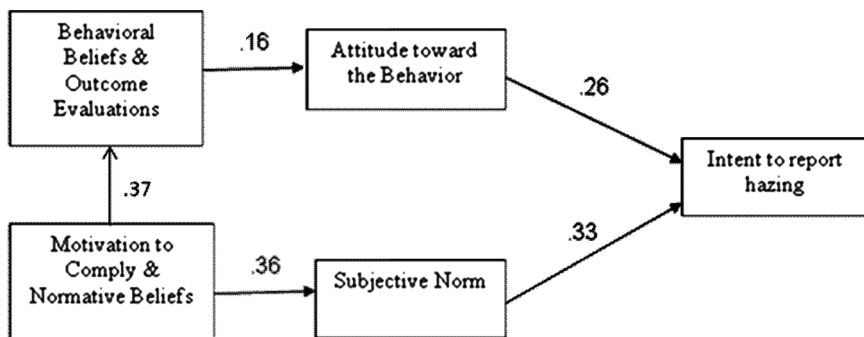 Behavioral
Beliefs &
Outcome
Evaluations
.16
Attitude toward
the Behavior
.26
Intent to report
hazing
.37
Motivation to
Comply &
Normative Beliefs
.36
Subjective Norm
.33